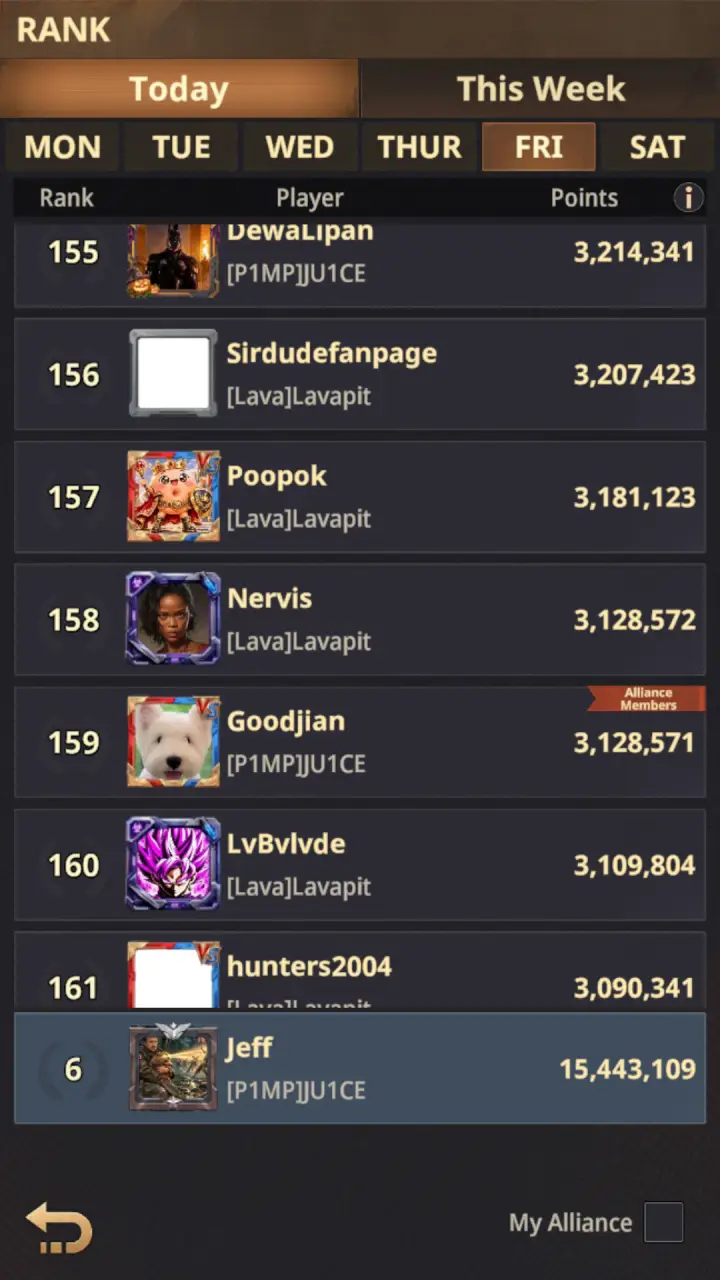 RANK
Today
This Week
MON
TUE
WED
THUR
FRI
SAT
Rank
Player
Points
155
DewaLipan
[P1MP]JU1CE
3,214,341
156
Sirdudefanpage
[Lava]Lavapit
3,207,423
157
Poopok
[Lava]Lavapit
3,181,123
158
Nervis
[Lava]Lavapit
3,128,572
Alliance
Members
159
Goodjian
[P1MP]JU1CE
3,128,571
160
LvBvlvde
[Lava]Lavapit
3,109,804
161
hunters2004
[Lava]Lavapit
3,090,341
6
Jeff
[P1MP]JU1CE
15,443,109
My Alliance